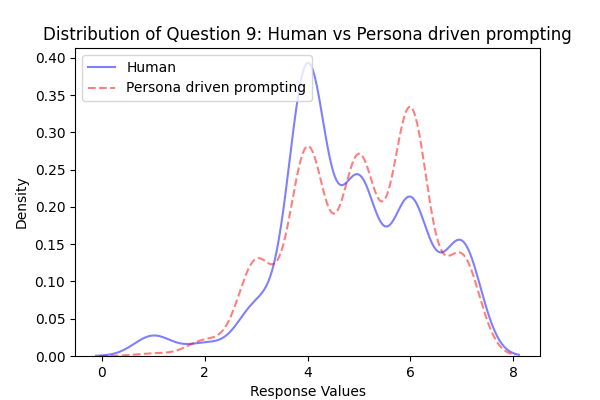 Distribution of Question 9: Human vs Persona driven prompting
Human
Persona driven prompting
0.40
0.35
0.30
0.25
0.20
0.15
0.10
0.05
0.00
Density
0 2 4 6 8
Response Values